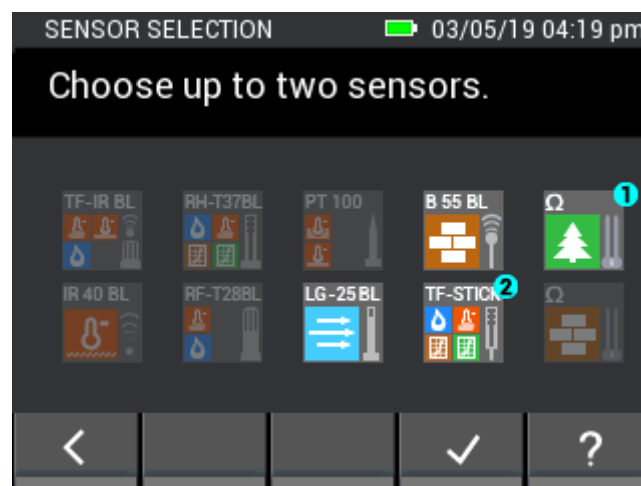 SENSOR SELECTION 03/05/19 04:19 pm
Choose up to two sensors.
TF-IR BL RH-T37BL PT 100 B 55 BL Ω 1
IR 40 BL RF-T28BL LG-25 BL TF-STICK 2 Ω
?